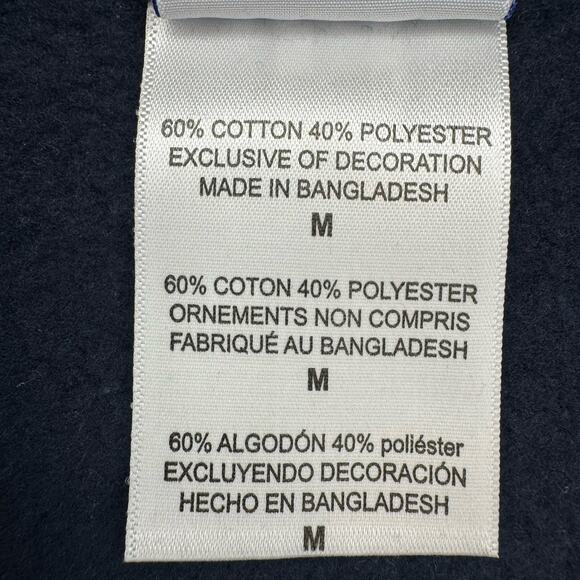 60% COTTON 40% POLYESTER
EXCLUSIVE OF DECORATION
MADE IN BANGLADESH
M
60% COTON 40% POLYESTER
ORNEMENTS NON COMPRIS
FABRIQUÉ AU BANGLADESH
M
60% ALGODÓN 40% poliéster
EXCLUYENDO DECORACIÓN
HECHO EN BANGLADESH
M